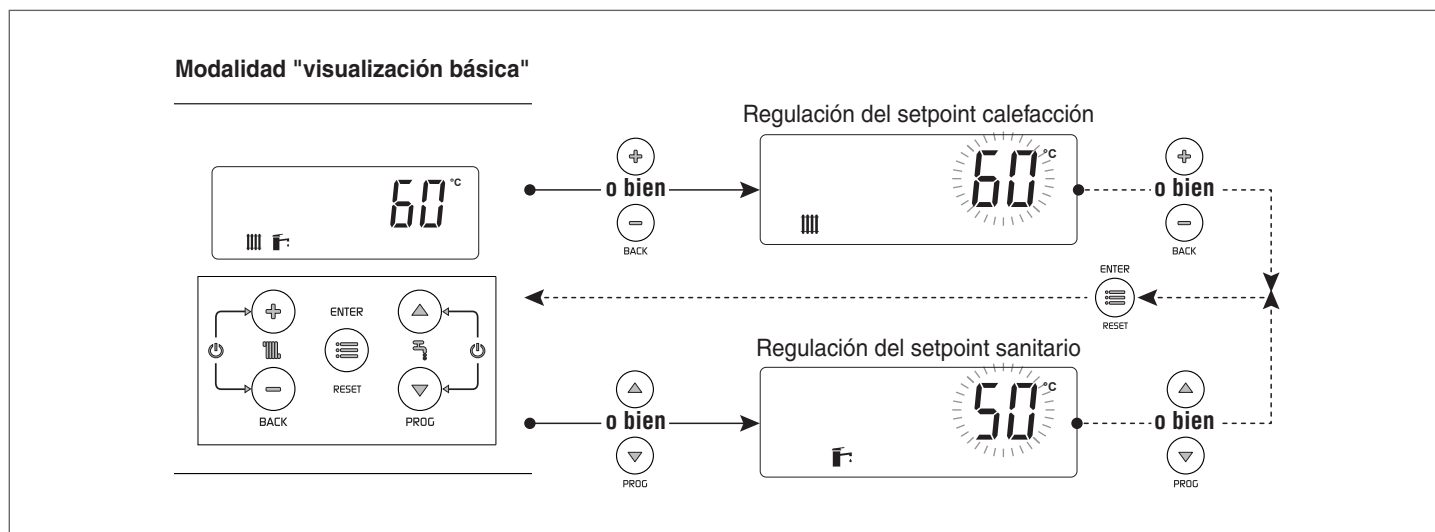 Modalidad "visualización básica"
60 °C
ENTER
RESET
BACK
PROG
o bien
BACK
Regulación del setpoint calefacción
60 °C
o bien
BACK
ENTER
RESET
o bien
PROG
Regulación del setpoint sanitario
50 °C
o bien
PROG